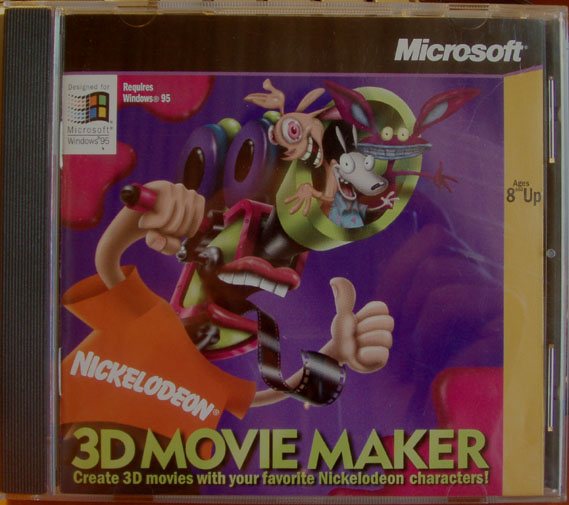 Microsoft®
Designed for
Microsoft®
Windows®95
Requires
Windows® 95
Ages
8 and Up
NICKELODEON®
3D MOVIE MAKER
Create 3D movies with your favorite Nickelodeon characters!